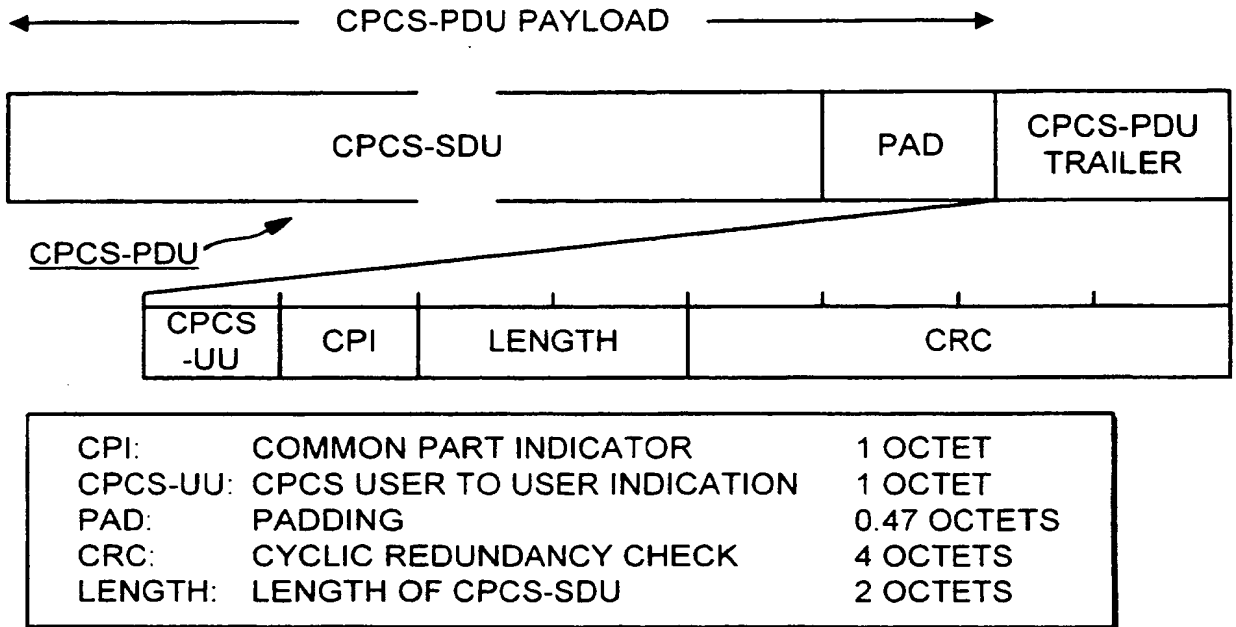 CPCS-PDU PAYLOAD
CPCS-SDU
PAD
CPCS-PDU
TRAILER
CPCS-PDU
CPCS
-UU
CPI
LENGTH
CRC
CPI: COMMON PART INDICATOR 1 OCTET
CPCS-UU: CPCS USER TO USER INDICATION 1 OCTET
PAD: PADDING 0.47 OCTETS
CRC: CYCLIC REDUNDANCY CHECK 4 OCTETS
LENGTH: LENGTH OF CPCS-SDU 2 OCTETS